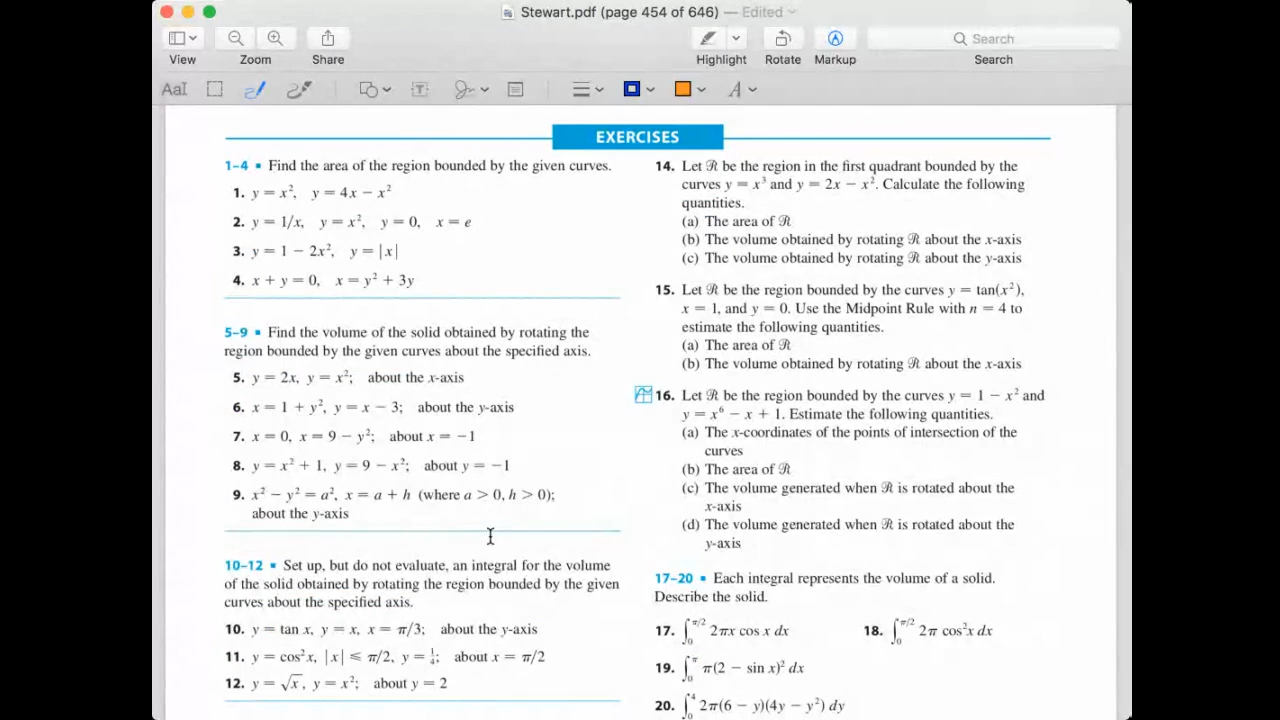 Stewart.pdf (page 454 of 646) — Edited
View Zoom Share Highlight Rotate Markup Search
Search
AaI T A
EXERCISES
1–4 ▪ Find the area of the region bounded by the given curves.
1. y = x², y = 4x − x²
2. y = 1/x, y = x², y = 0, x = e
3. y = 1 − 2x², y = |x|
4. x + y = 0, x = y² + 3y
5–9 ▪ Find the volume of the solid obtained by rotating the
region bounded by the given curves about the specified axis.
5. y = 2x, y = x²; about the x-axis
6. x = 1 + y², y = x − 3; about the y-axis
7. x = 0, x = 9 − y²; about x = −1
8. y = x² + 1, y = 9 − x²; about y = −1
9. x² − y² = a², x = a + h (where a > 0, h > 0);
about the y-axis
10–12 ▪ Set up, but do not evaluate, an integral for the volume
of the solid obtained by rotating the region bounded by the given
curves about the specified axis.
10. y = tan x, y = x, x = π/3; about the y-axis
11. y = cos²x, |x| ⩽ π/2, y = ¼; about x = π/2
12. y = √x, y = x²; about y = 2
14. Let ℛ be the region in the first quadrant bounded by the
curves y = x³ and y = 2x − x². Calculate the following
quantities.
(a) The area of ℛ
(b) The volume obtained by rotating ℛ about the x-axis
(c) The volume obtained by rotating ℛ about the y-axis
15. Let ℛ be the region bounded by the curves y = tan(x²),
x = 1, and y = 0. Use the Midpoint Rule with n = 4 to
estimate the following quantities.
(a) The area of ℛ
(b) The volume obtained by rotating ℛ about the x-axis
16. Let ℛ be the region bounded by the curves y = 1 − x² and
y = x⁶ − x + 1. Estimate the following quantities.
(a) The x-coordinates of the points of intersection of the
curves
(b) The area of ℛ
(c) The volume generated when ℛ is rotated about the
x-axis
(d) The volume generated when ℛ is rotated about the
y-axis
17–20 ▪ Each integral represents the volume of a solid.
Describe the solid.
17. ∫₀^(π/2) 2πx cos x dx 18. ∫₀^(π/2) 2π cos²x dx
19. ∫₀^π π(2 − sin x)² dx
20. ∫₀^4 2π(6 − y)(4y − y²) dy